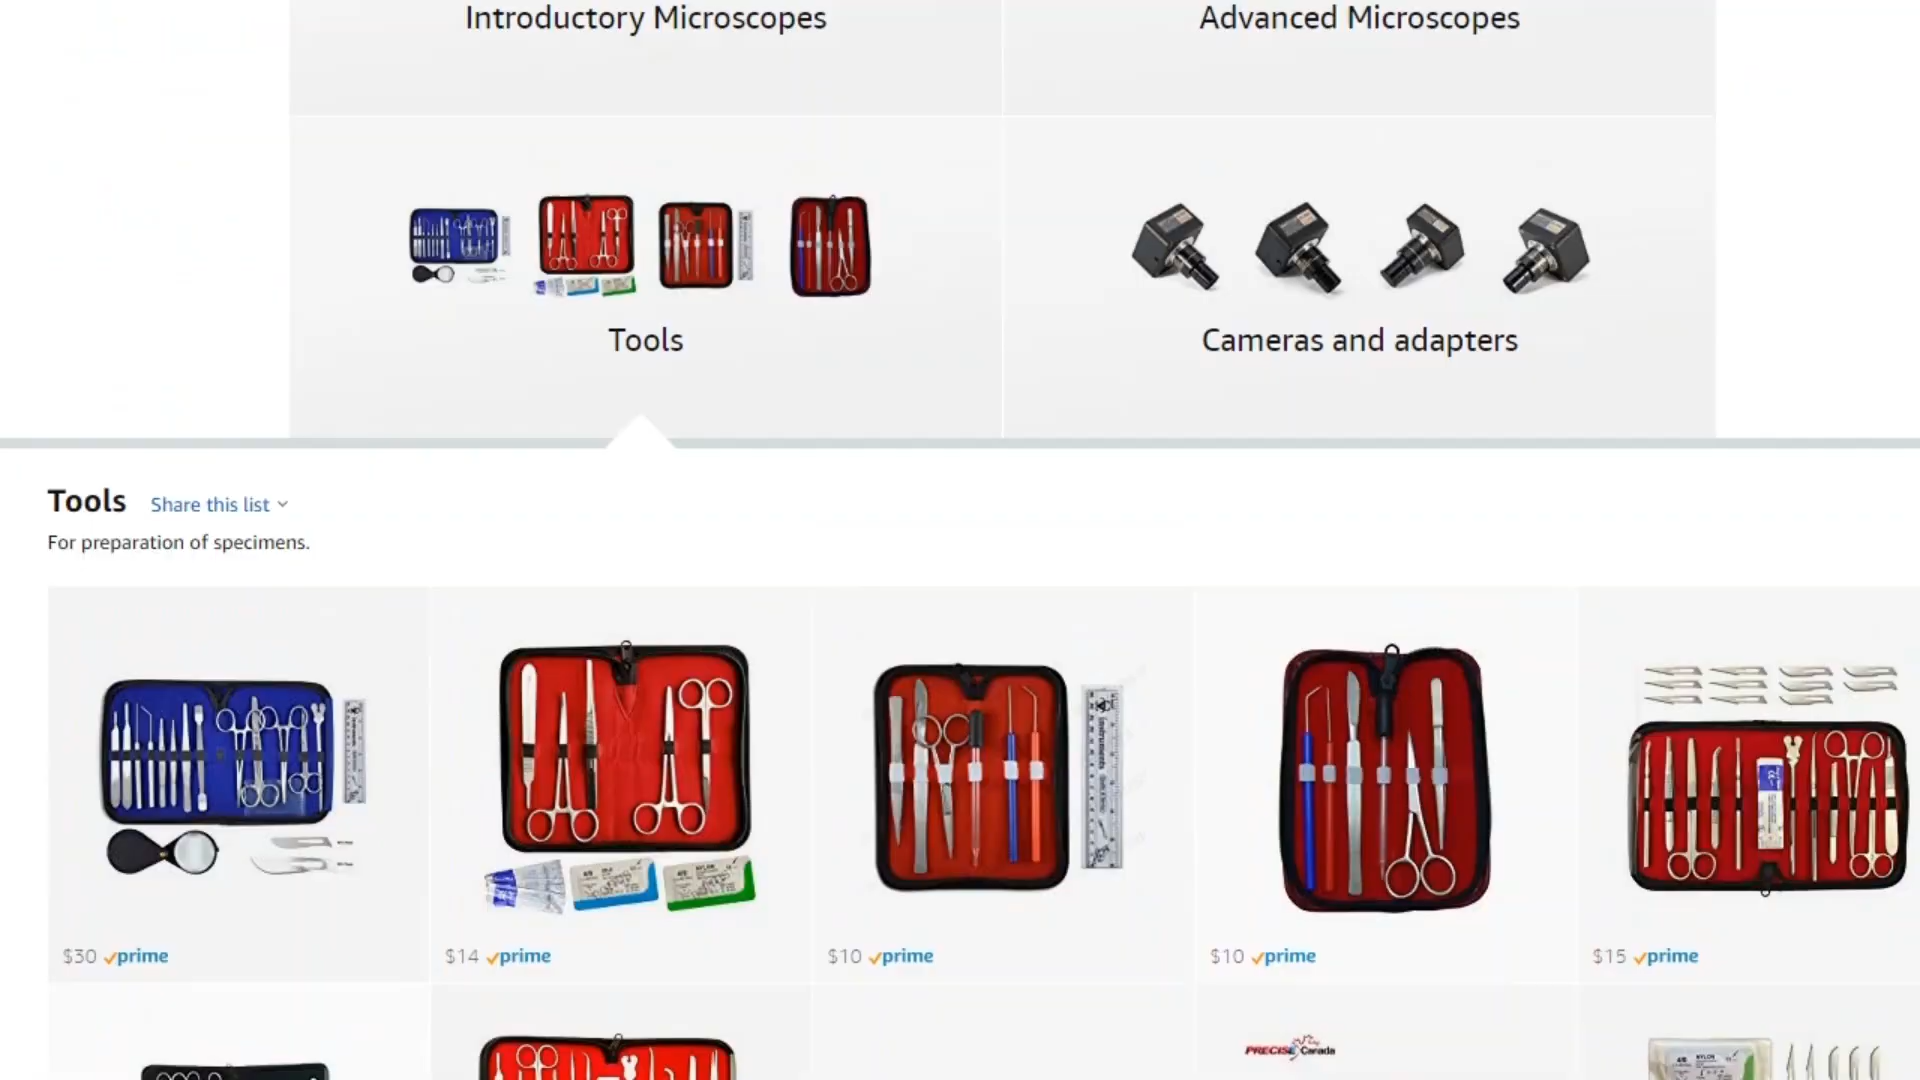 Introductory Microscopes
Advanced Microscopes
Tools
Cameras and adapters
Tools
Share this list
For preparation of specimens.
$30 prime
$14 prime
$10 prime
$10 prime
$15 prime
PRECISE Canada